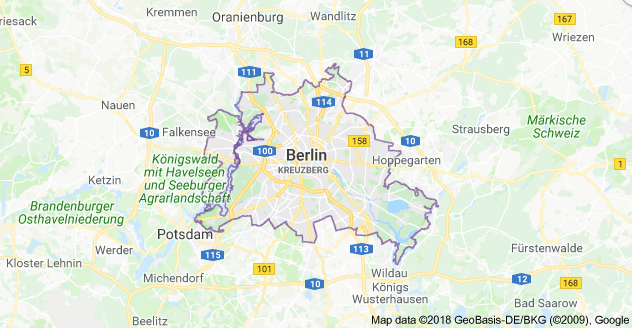 Kremmen
Wandlitz
Oranienburg
167
riesack
168
Wriezen
11
5
111
114
168
Nauen
10
Falkensee
158
10
Strausberg
Märkische
Schweiz
100
Berlin
KREUZBERG
Hoppegarten
1
Königswald
mit Havelseen
und Seeburger
Agrarlandschaft
Ketzin
Brandenburger
Osthavelniederung
Potsdam
Werder
115
113
Fürstenwalde
Kloster Lehnin
101
Michendorf
10
Wildau
Königs
Wusterhausen
12
168
Bad Saarow
Beelitz
Map data ©2018 GeoBasis-DE/BKG (©2009), Google